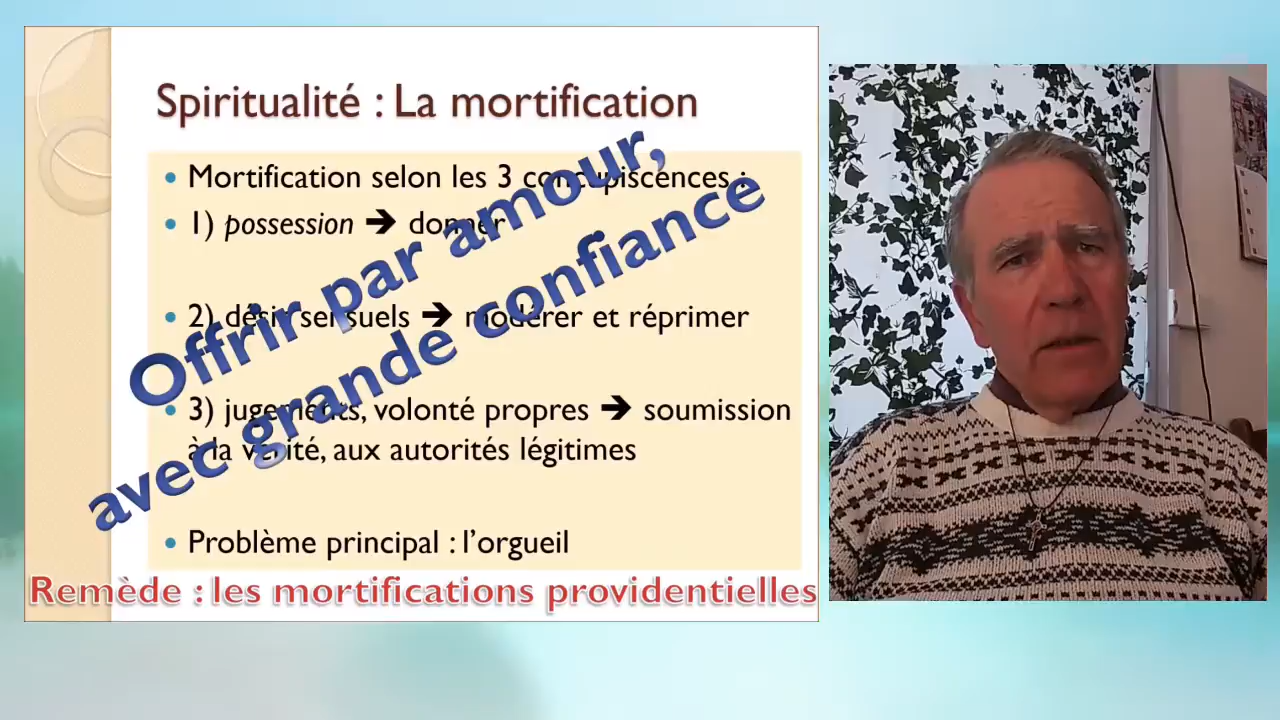 Spiritualité : La mortification
• Mortification selon les 3 concupiscences :
• 1) possession ➔ donner
• 2) désirs sensuels ➔ modérer et réprimer
• 3) jugements, volonté propres ➔ soumission
à la vérité, aux autorités légitimes
• Problème principal : l’orgueil
Offrir par amour,
avec grande confiance
Remède : les mortifications providentielles